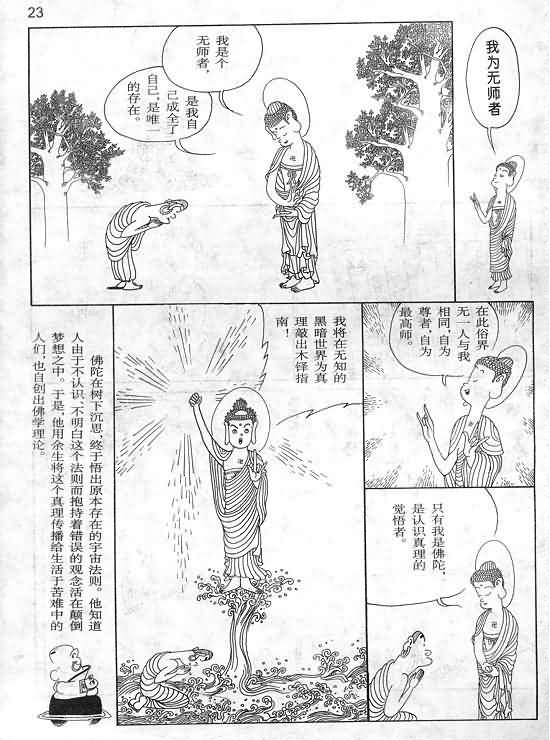 23
我为无师者
我是个
无师者，
是我自
己成全了
自己，是唯一
的存在。
在此俗界
无一人与我
相同，自为
尊者，自为
最高师。
只有我是佛陀，
是认识真理的
觉悟者。
我将在无知的
黑暗世界为真
理敲出木铎指
南！
佛陀在树下沉思，终于悟出原本存在的宇宙法则。他知道
人由于不认识、不明白这个法则而抱持着错误的观念活在颠倒
梦想之中。于是，他用余生将这个真理传播给生活于苦难中的
人们，也自创出佛学理论。